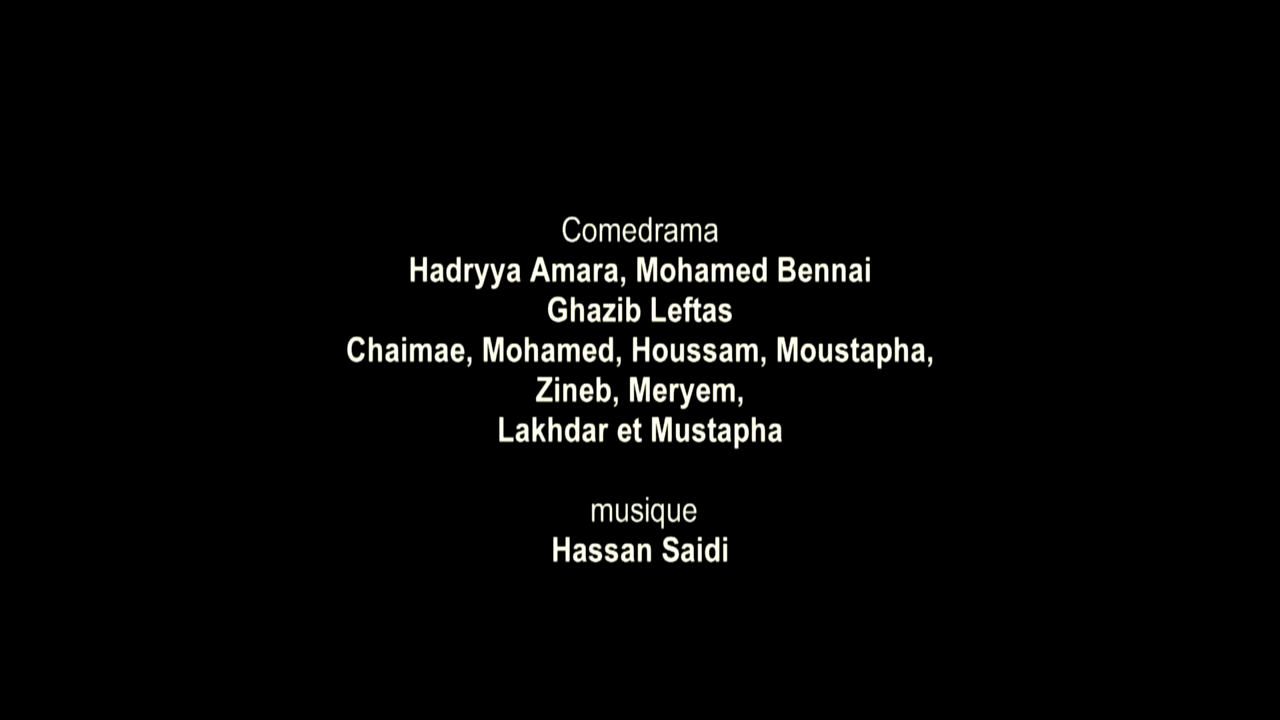 Comedrama
Hadryya Amara, Mohamed Bennai
Ghazib Leftas
Chaimae, Mohamed, Houssam, Moustapha,
Zineb, Meryem,
Lakhdar et Mustapha
musique
Hassan Saidi